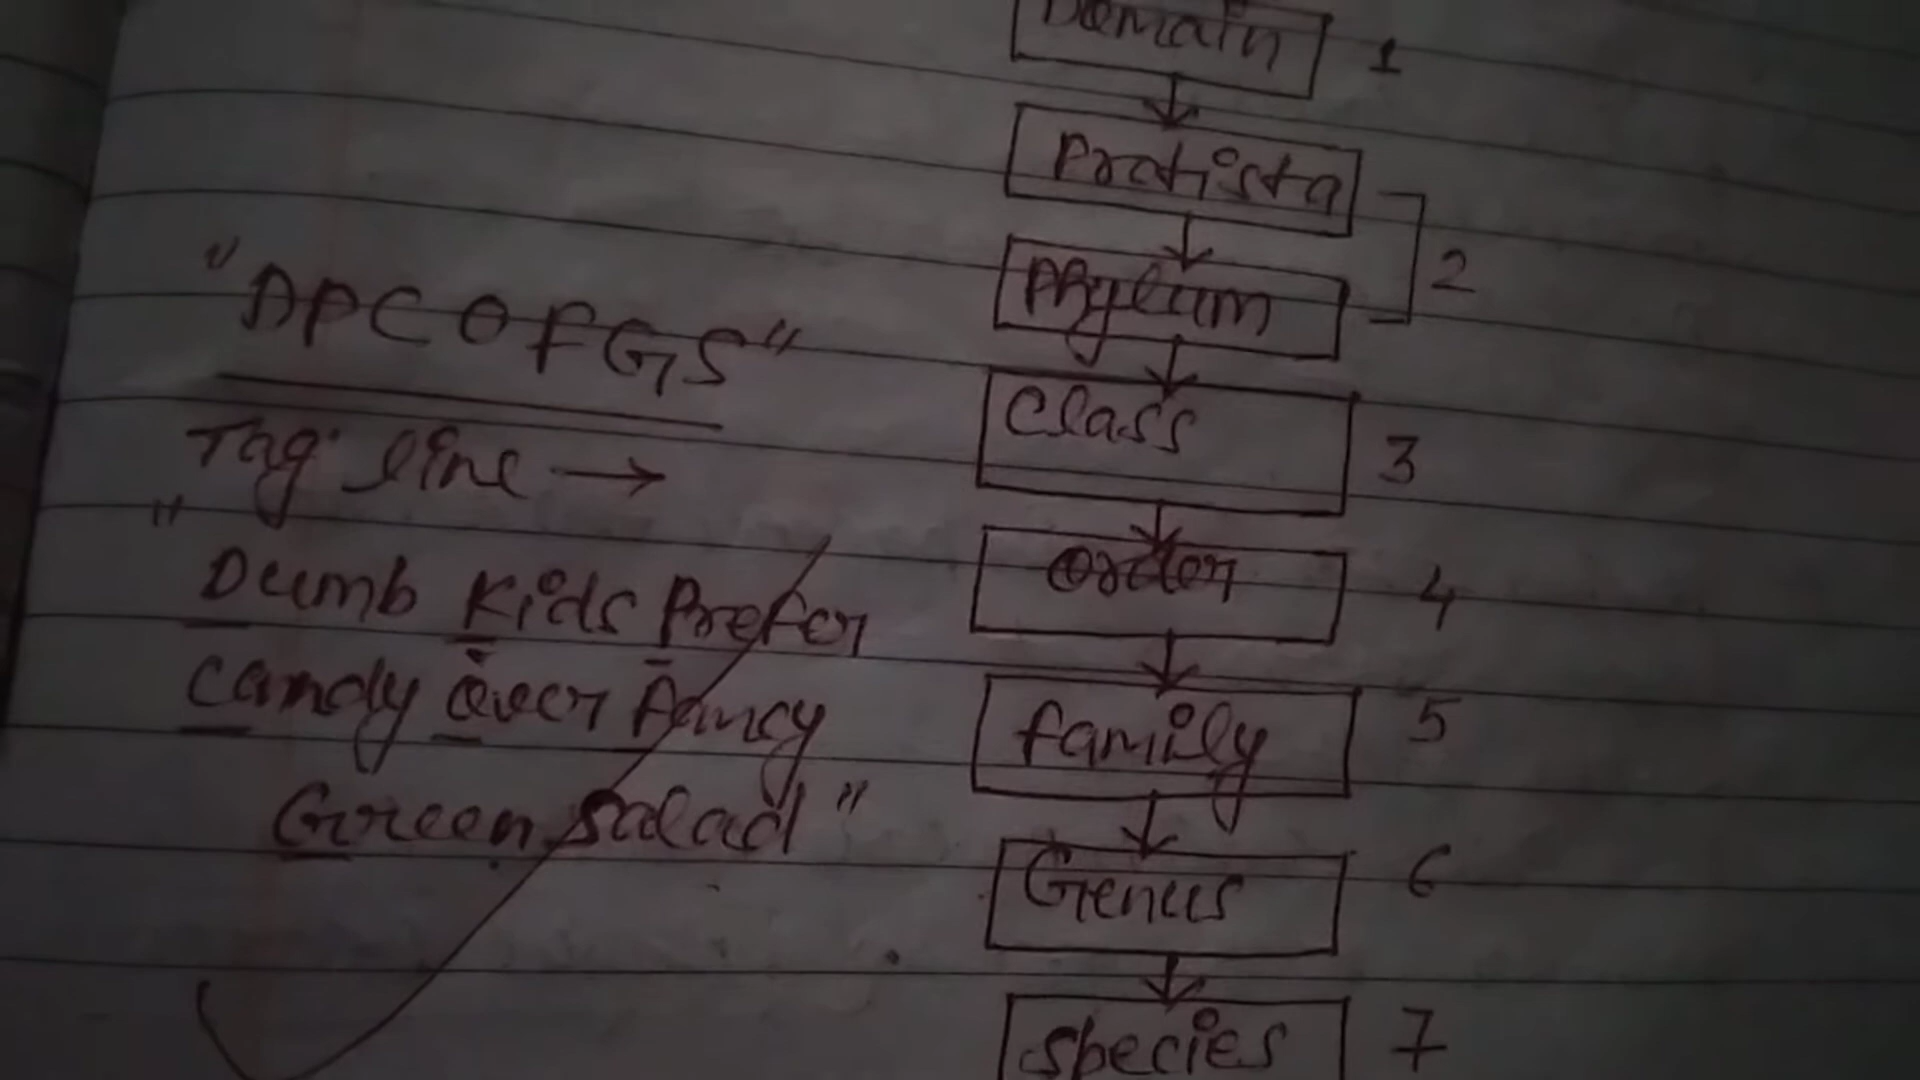 "DPCOFGS"
Tag line →
"Dumb Kids Prefer
Candy Over Fancy
Green Salad"
Domain 1
Protista
Phylum
2
Class 3
Order 4
family 5
Genus 6
Species 7